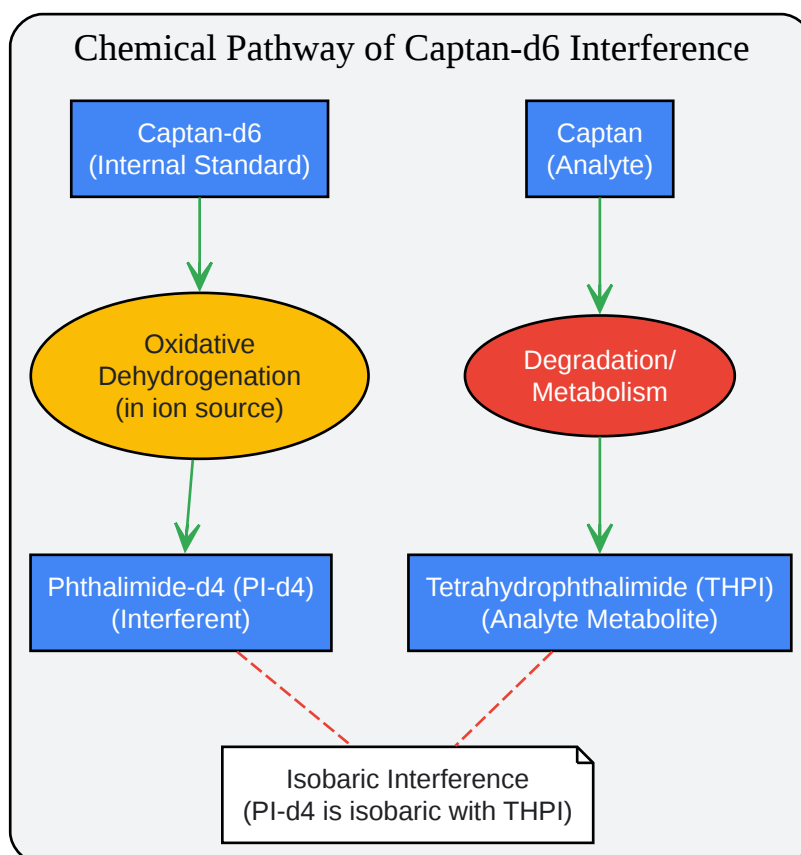 Chemical Pathway of Captan-d6 Interference
Captan-d6
(Internal Standard)
Captan
(Analyte)
Oxidative
Dehydrogenation
(in ion source)
Degradation/
Metabolism
Phthalimide-d4 (PI-d4)
(Interferent)
Tetrahydrophthalimide (THPI)
(Analyte Metabolite)
Isobaric Interference
(PI-d4 is isobaric with THPI)